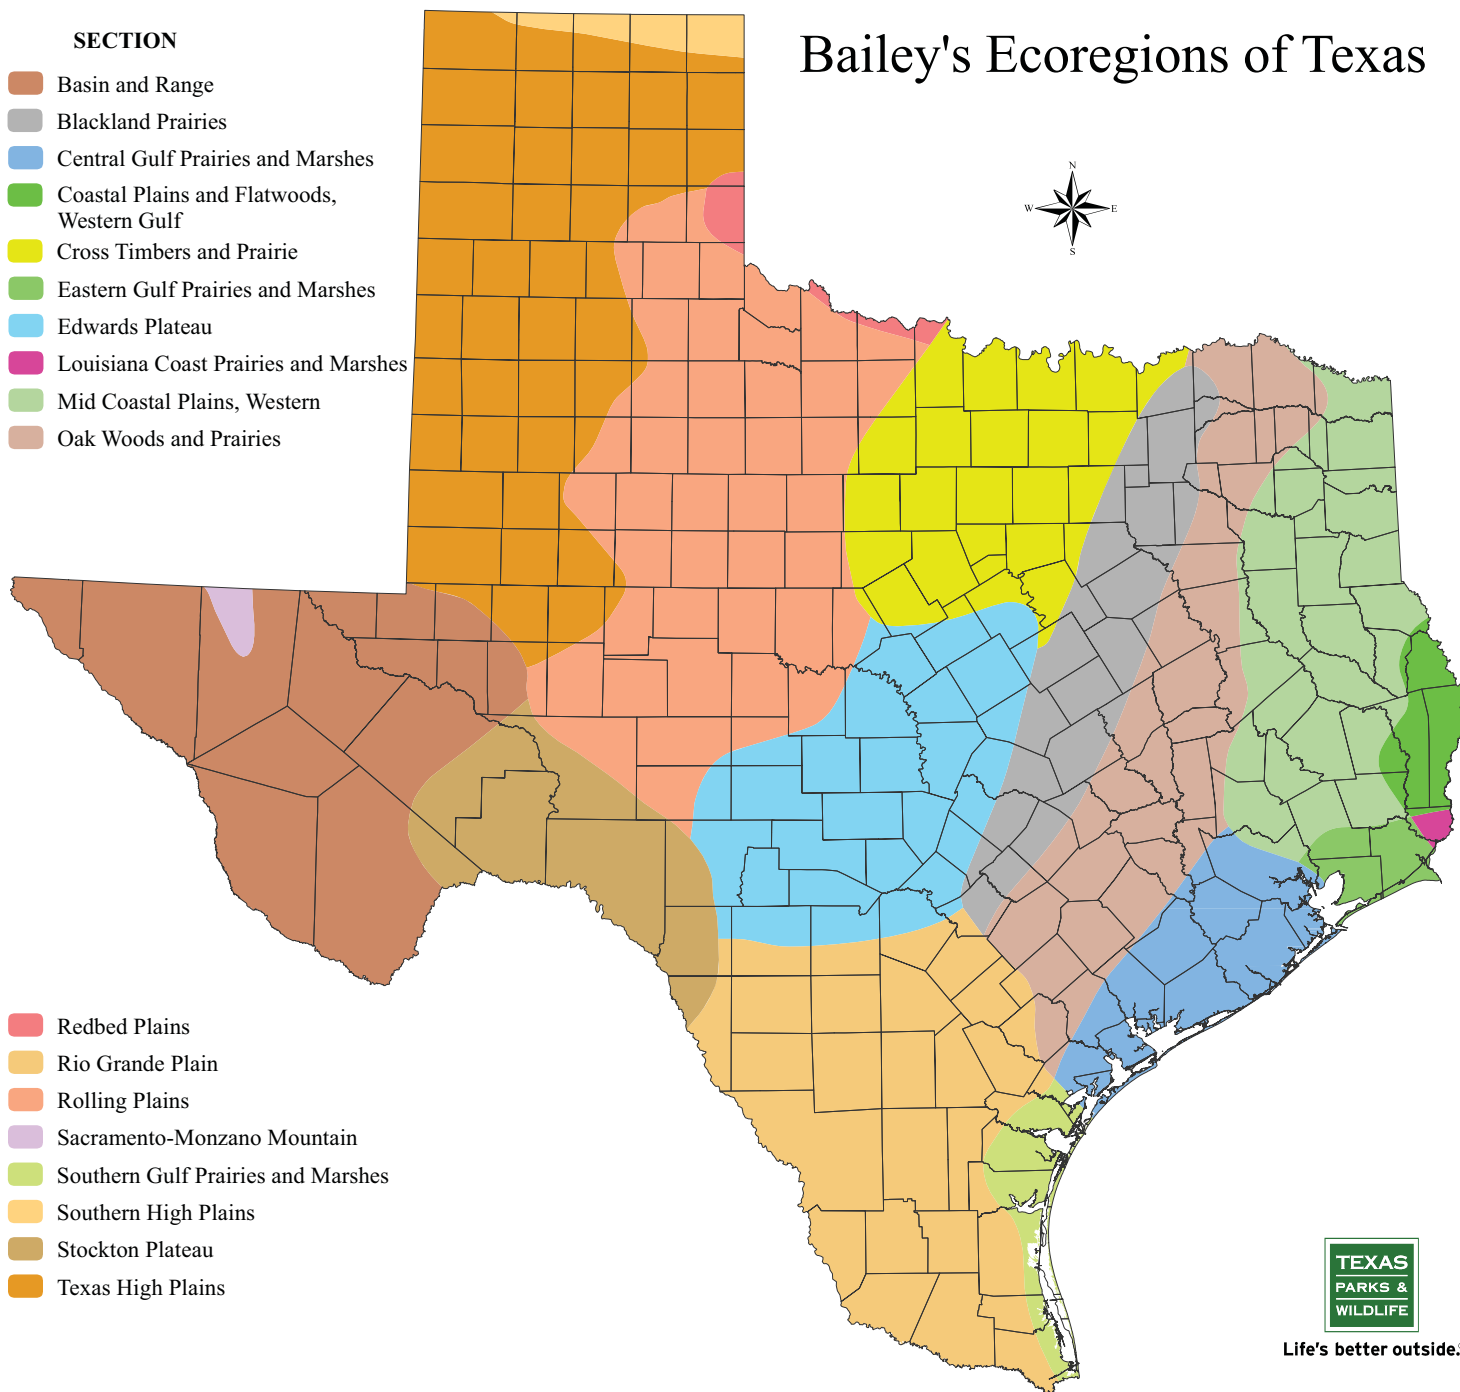 Bailey's Ecoregions of Texas
SECTION
Basin and Range
Blackland Prairies
Central Gulf Prairies and Marshes
Coastal Plains and Flatwoods,
Western Gulf
Cross Timbers and Prairie
Eastern Gulf Prairies and Marshes
Edwards Plateau
Louisiana Coast Prairies and Marshes
Mid Coastal Plains, Western
Oak Woods and Prairies
N
W E
S
Redbed Plains
Rio Grande Plain
Rolling Plains
Sacramento-Monzano Mountain
Southern Gulf Prairies and Marshes
Southern High Plains
Stockton Plateau
Texas High Plains
TEXAS
PARKS &
WILDLIFE
Life's better outside.